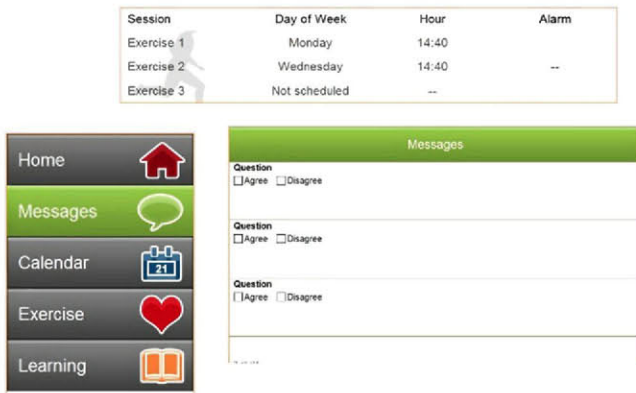 Session Day of Week Hour Alarm
Exercise 1 Monday 14:40
Exercise 2 Wednesday 14:40 --
Exercise 3 Not scheduled --
Home
Messages
Calendar
21
Exercise
Learning
Messages
Question
Agree Disagree
Question
Agree Disagree
Question
Agree Disagree